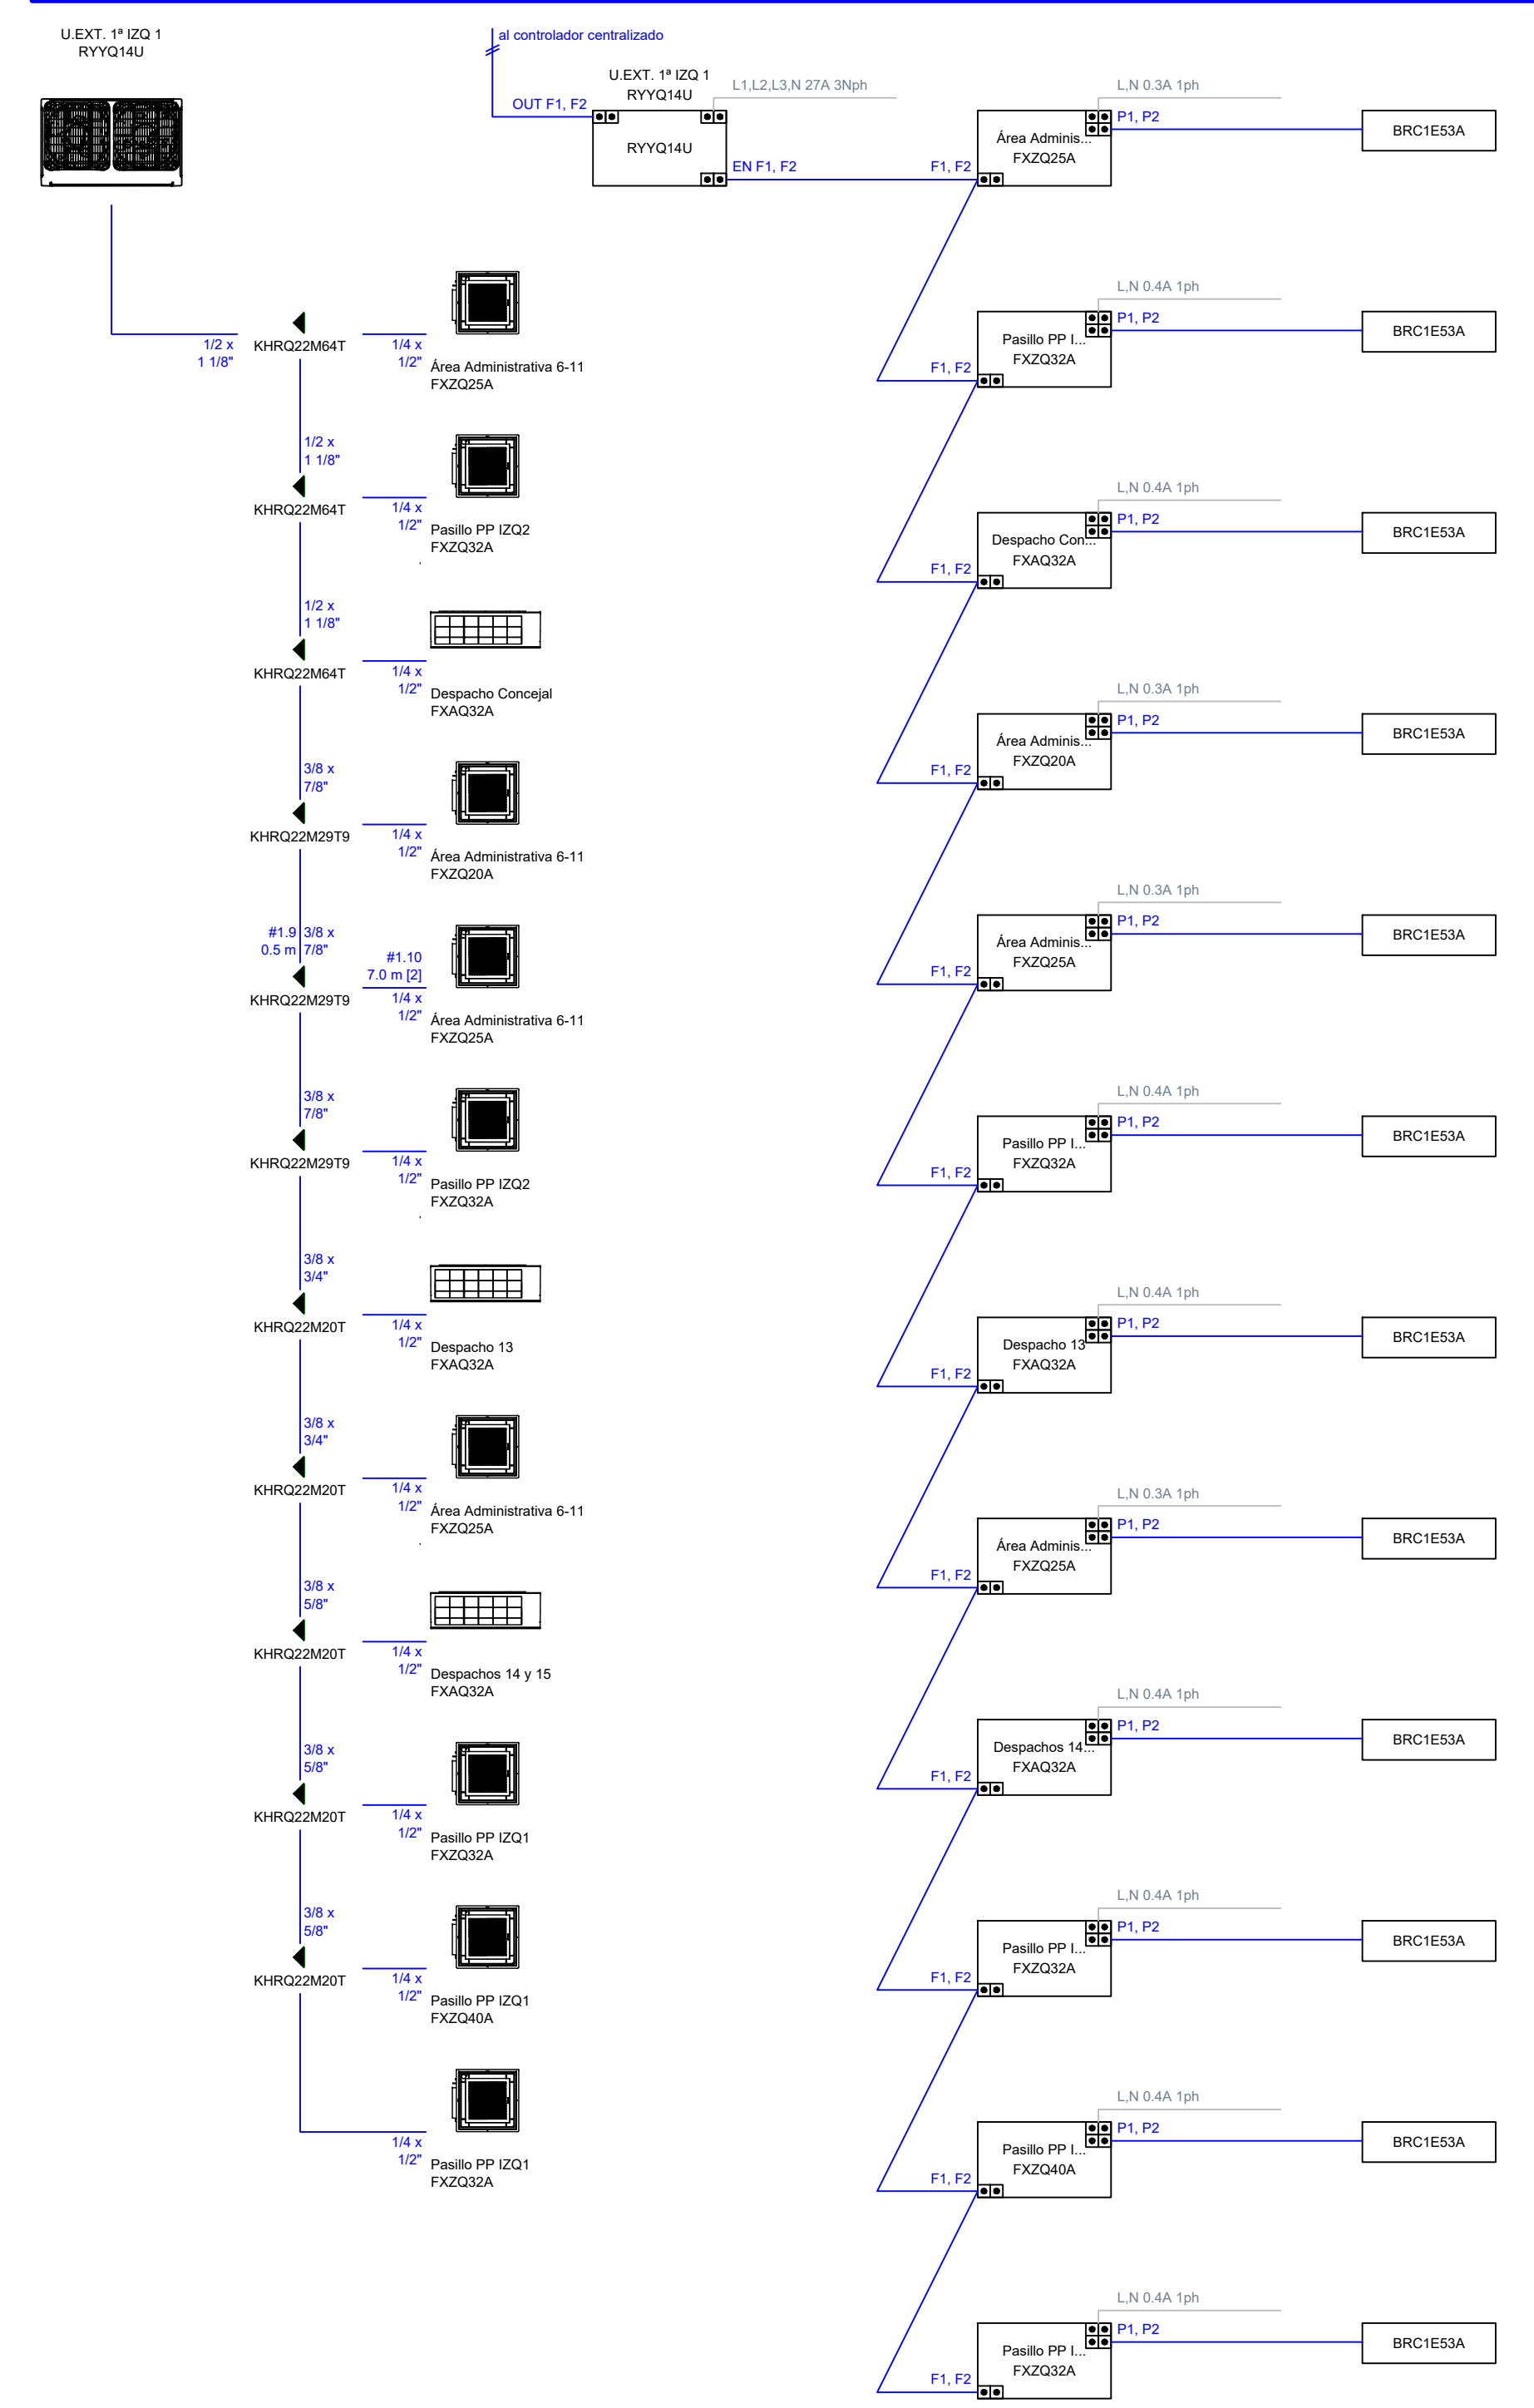 U.EXT. 1ª IZQ 1
RYYQ14U
1/2 x
1 1/8"
KHRQ22M64T
1/4 x
1/2"
Área Administrativa 6-11
FXZQ25A
1/2 x
1 1/8"
KHRQ22M64T
1/4 x
1/2"
Pasillo PP IZQ2
FXZQ32A
1/2 x
1 1/8"
KHRQ22M64T
1/4 x
1/2"
Despacho Concejal
FXAQ32A
3/8 x
7/8"
KHRQ22M29T9
1/4 x
1/2"
Área Administrativa 6-11
FXZQ20A
#1.9 3/8 x
0.5 m 7/8"
KHRQ22M29T9
#1.10
7.0 m [2]
1/4 x
1/2"
Área Administrativa 6-11
FXZQ25A
3/8 x
7/8"
KHRQ22M29T9
1/4 x
1/2"
Pasillo PP IZQ2
FXZQ32A
3/8 x
3/4"
KHRQ22M20T
1/4 x
1/2"
Despacho 13
FXAQ32A
3/8 x
3/4"
KHRQ22M20T
1/4 x
1/2"
Área Administrativa 6-11
FXZQ25A
3/8 x
5/8"
KHRQ22M20T
1/4 x
1/2"
Despachos 14 y 15
FXAQ32A
3/8 x
5/8"
KHRQ22M20T
1/4 x
1/2"
Pasillo PP IZQ1
FXZQ32A
3/8 x
5/8"
KHRQ22M20T
1/4 x
1/2"
Pasillo PP IZQ1
FXZQ40A
1/4 x
1/2"
Pasillo PP IZQ1
FXZQ32A
al controlador centralizado
OUT F1, F2
U.EXT. 1ª IZQ 1
RYYQ14U
L1,L2,L3,N 27A 3Nph
RYYQ14U
EN F1, F2
F1, F2
L,N 0.3A 1ph
P1, P2
Área Adminis...
FXZQ25A
BRC1E53A
L,N 0.4A 1ph
P1, P2
Pasillo PP I...
FXZQ32A
F1, F2
BRC1E53A
L,N 0.4A 1ph
P1, P2
Despacho Con...
FXAQ32A
F1, F2
BRC1E53A
L,N 0.3A 1ph
P1, P2
Área Adminis...
FXZQ20A
F1, F2
BRC1E53A
L,N 0.3A 1ph
P1, P2
Área Adminis...
FXZQ25A
F1, F2
BRC1E53A
L,N 0.4A 1ph
P1, P2
Pasillo PP I...
FXZQ32A
F1, F2
BRC1E53A
L,N 0.4A 1ph
P1, P2
Despacho 13
FXAQ32A
F1, F2
BRC1E53A
L,N 0.3A 1ph
P1, P2
Área Adminis...
FXZQ25A
F1, F2
BRC1E53A
L,N 0.4A 1ph
P1, P2
Despachos 14...
FXAQ32A
F1, F2
BRC1E53A
L,N 0.4A 1ph
P1, P2
Pasillo PP I...
FXZQ32A
F1, F2
BRC1E53A
L,N 0.4A 1ph
P1, P2
Pasillo PP I...
FXZQ40A
F1, F2
BRC1E53A
L,N 0.4A 1ph
P1, P2
Pasillo PP I...
FXZQ32A
F1, F2
BRC1E53A